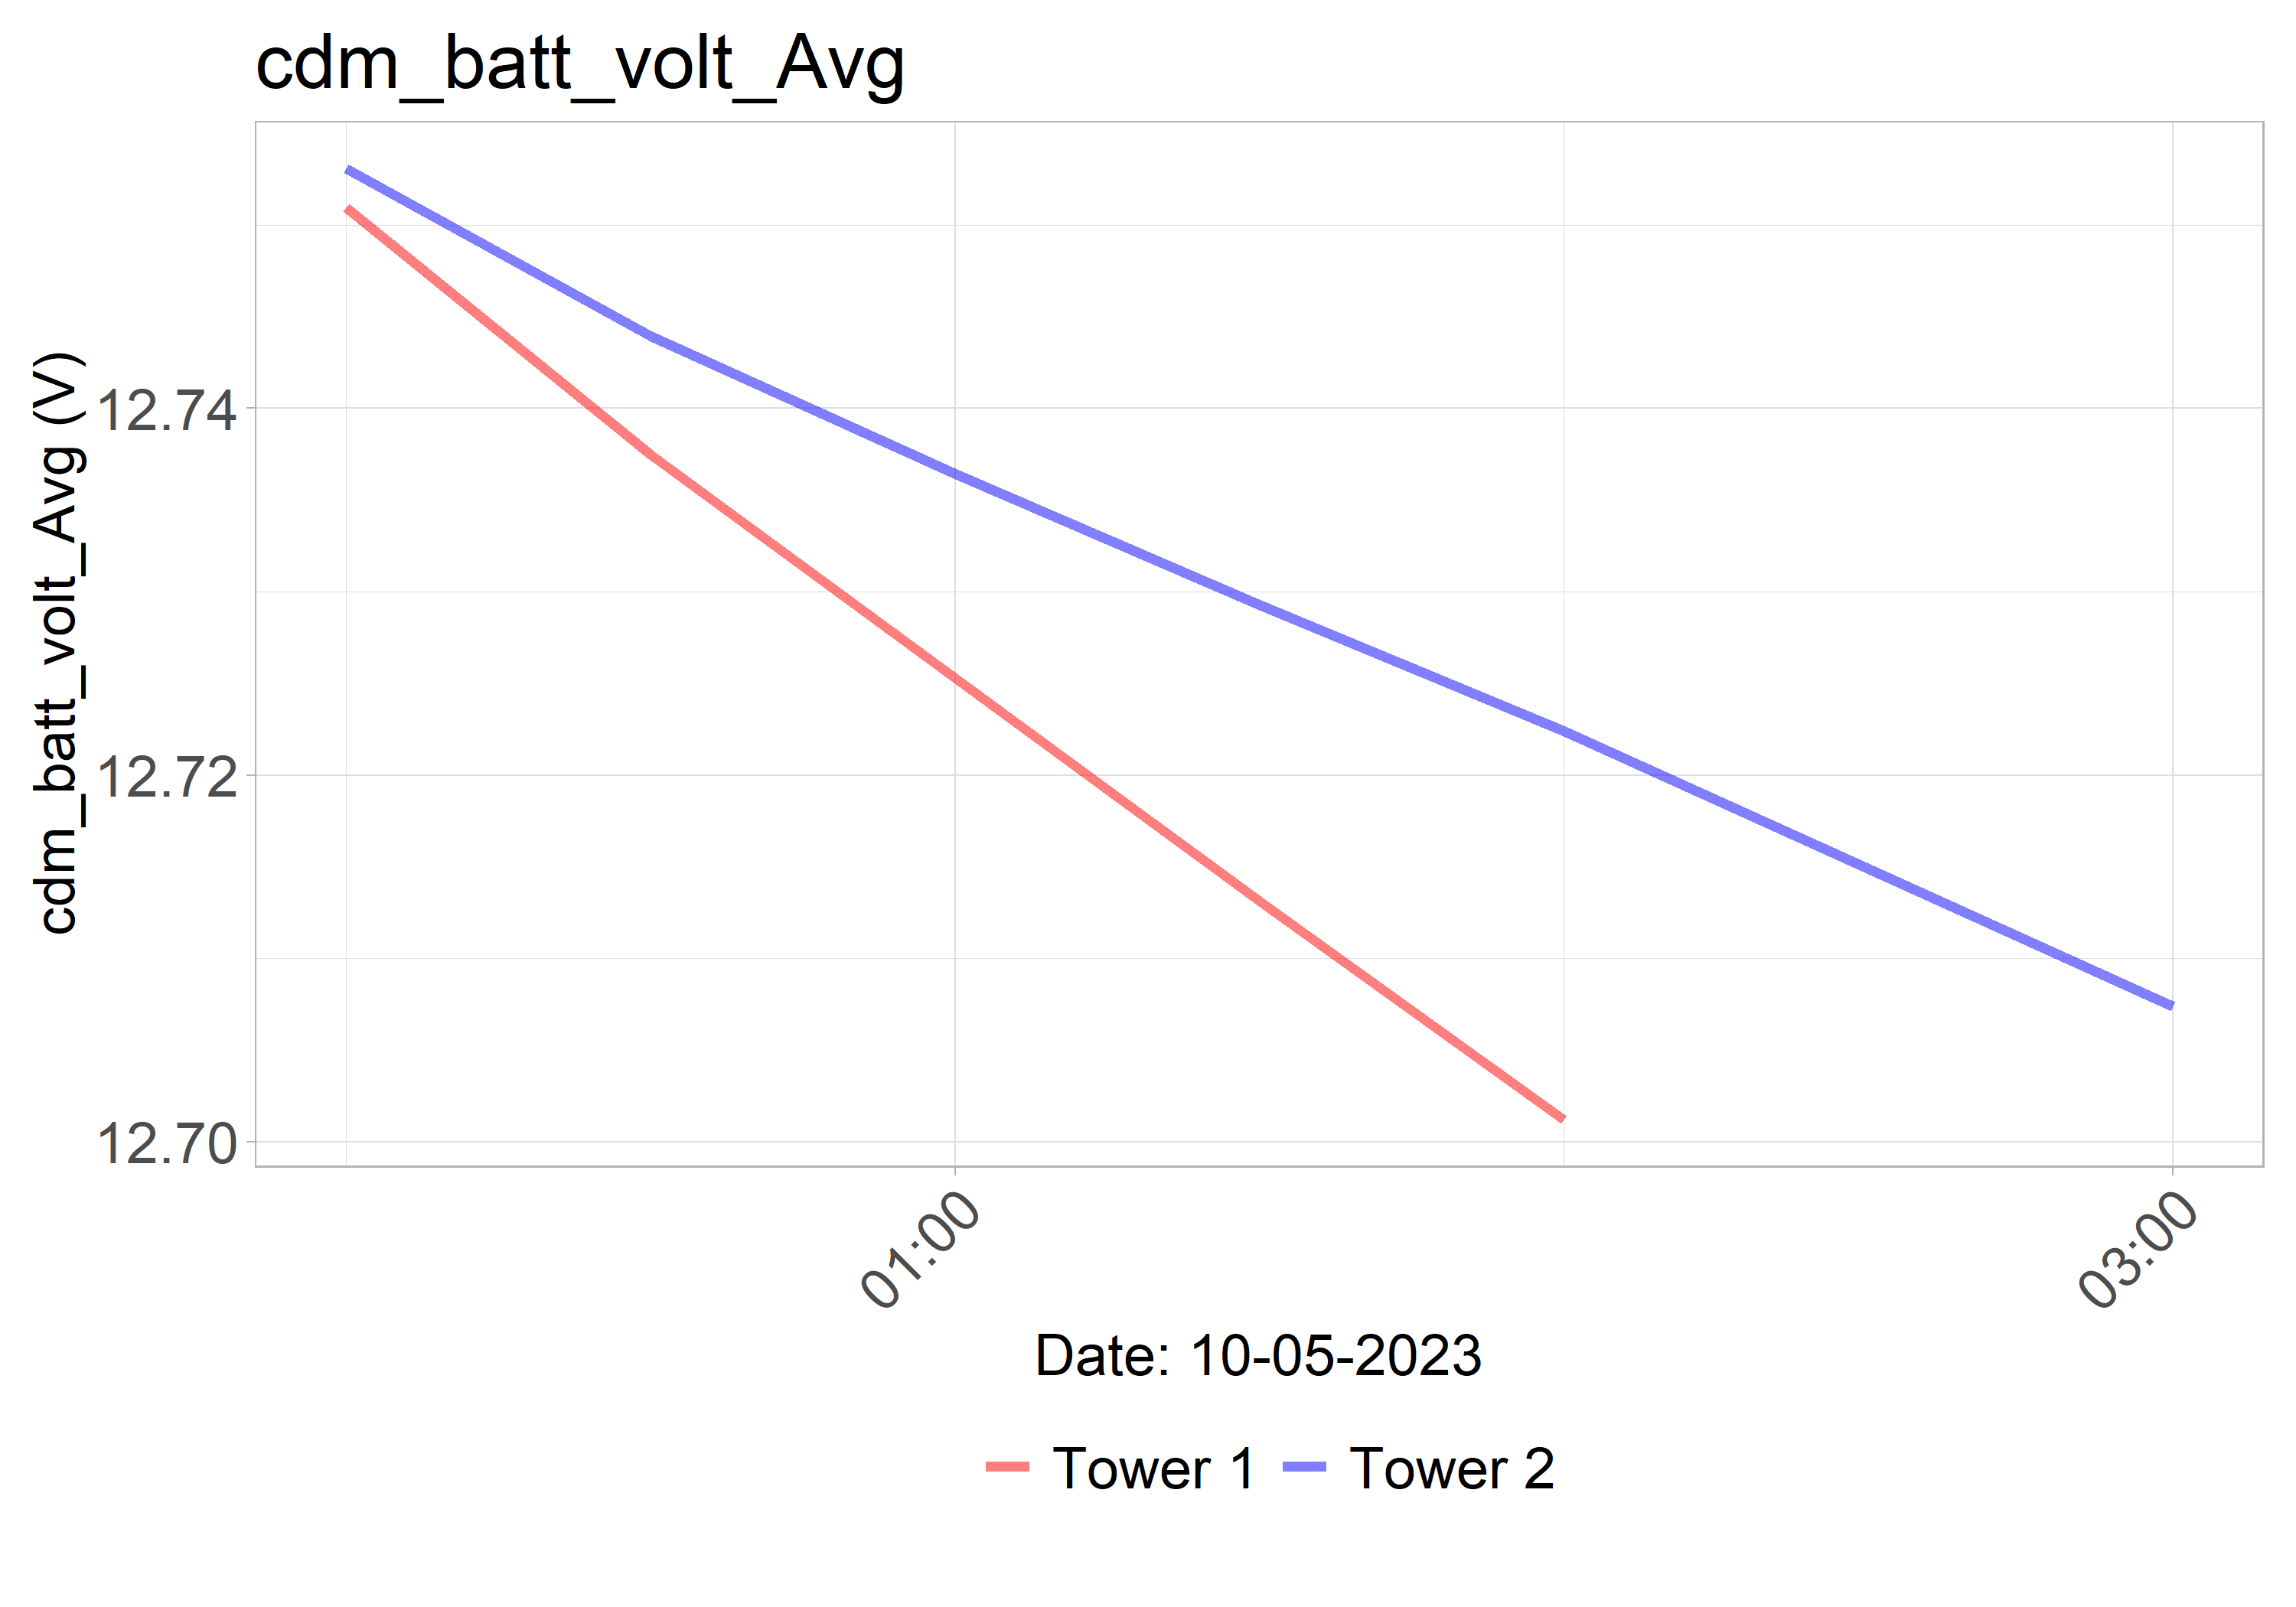 cdm_batt_volt_Avg
cdm_batt_volt_Avg (V)
12.74
12.72
12.70
01:00
03:00
Date: 10-05-2023
Tower 1
Tower 2